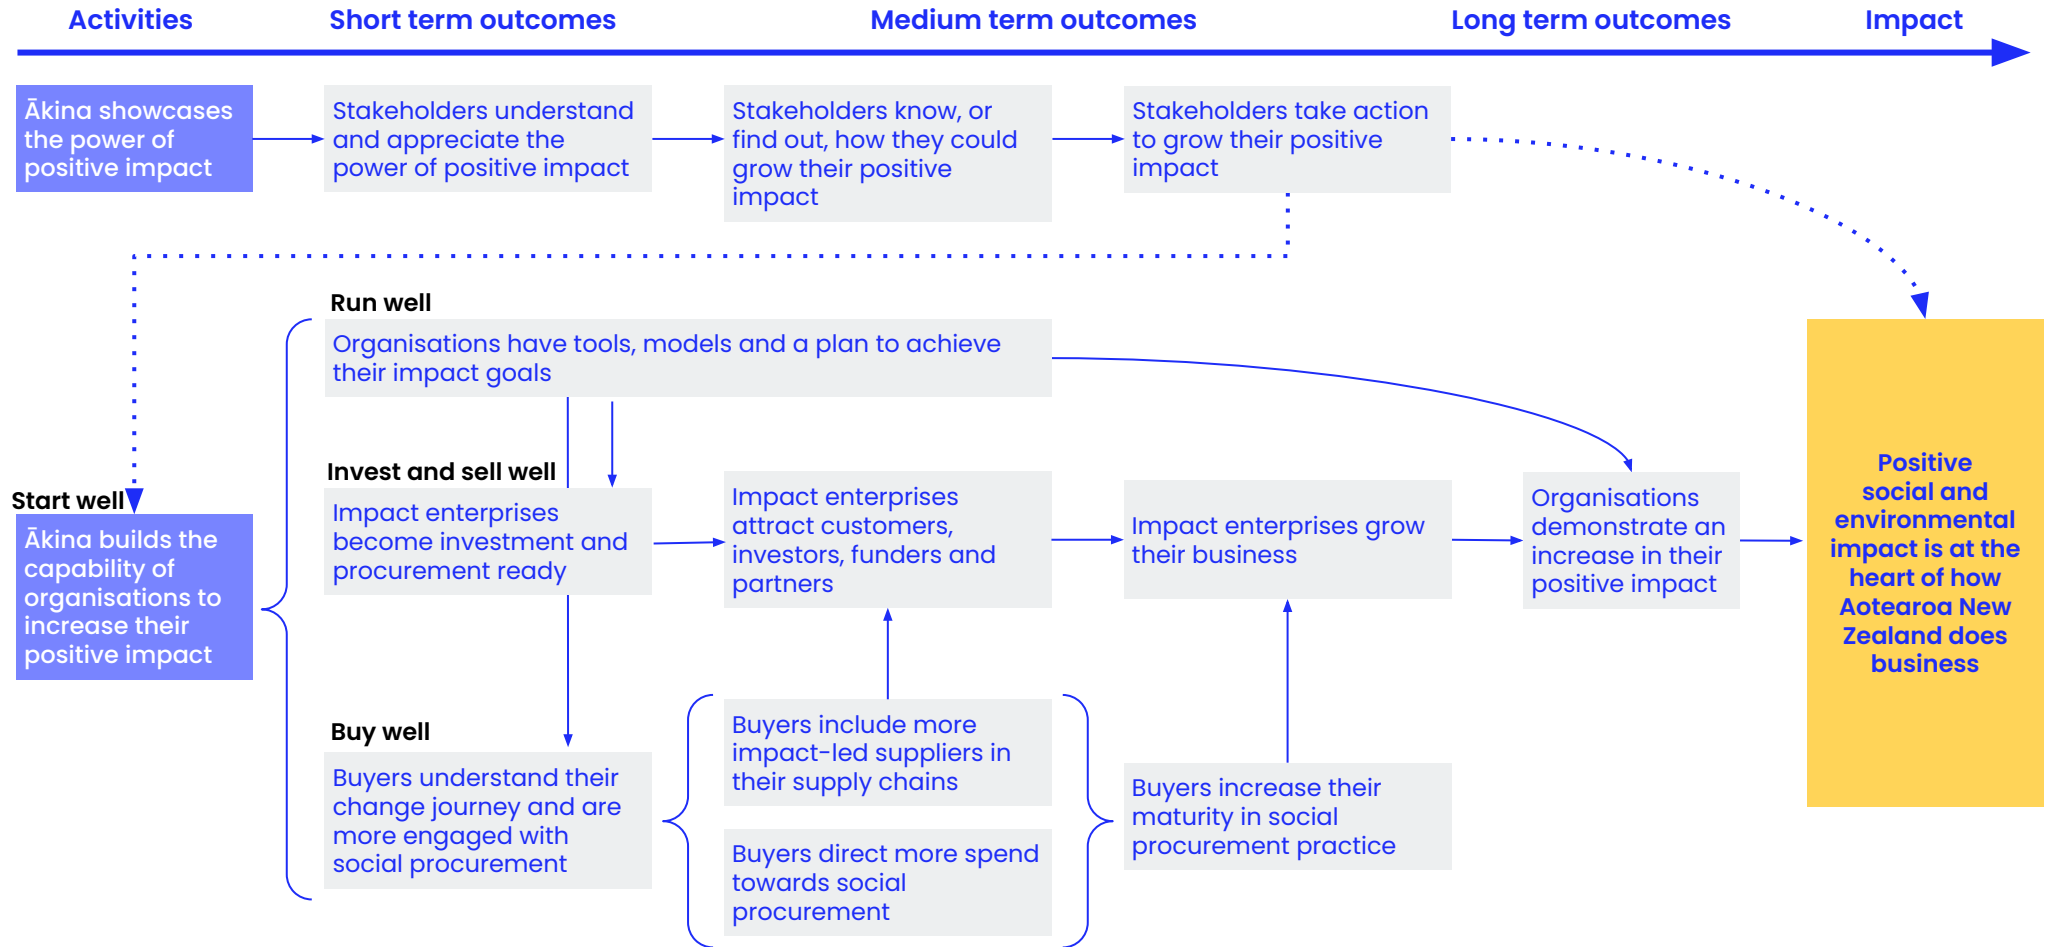 Activities
Short term outcomes
Medium term outcomes
Long term outcomes
Impact
Ākina showcases
the power of
positive impact
Stakeholders understand
and appreciate the
power of positive impact
Stakeholders know, or
find out, how they could
grow their positive
impact
Stakeholders take action
to grow their positive
impact
Run well
Organisations have tools, models and a plan to achieve
their impact goals
Start well
Ākina builds the
capability of
organisations to
increase their
positive impact
Invest and sell well
Impact enterprises
become investment and
procurement ready
Impact enterprises
attract customers,
investors, funders and
partners
Impact enterprises grow
their business
Organisations
demonstrate an
increase in their
positive impact
Positive
social and
environmental
impact is at the
heart of how
Aotearoa New
Zealand does
business
Buy well
Buyers understand their
change journey and are
more engaged with
social procurement
Buyers include more
impact-led suppliers in
their supply chains
Buyers direct more spend
towards social
procurement
Buyers increase their
maturity in social
procurement practice